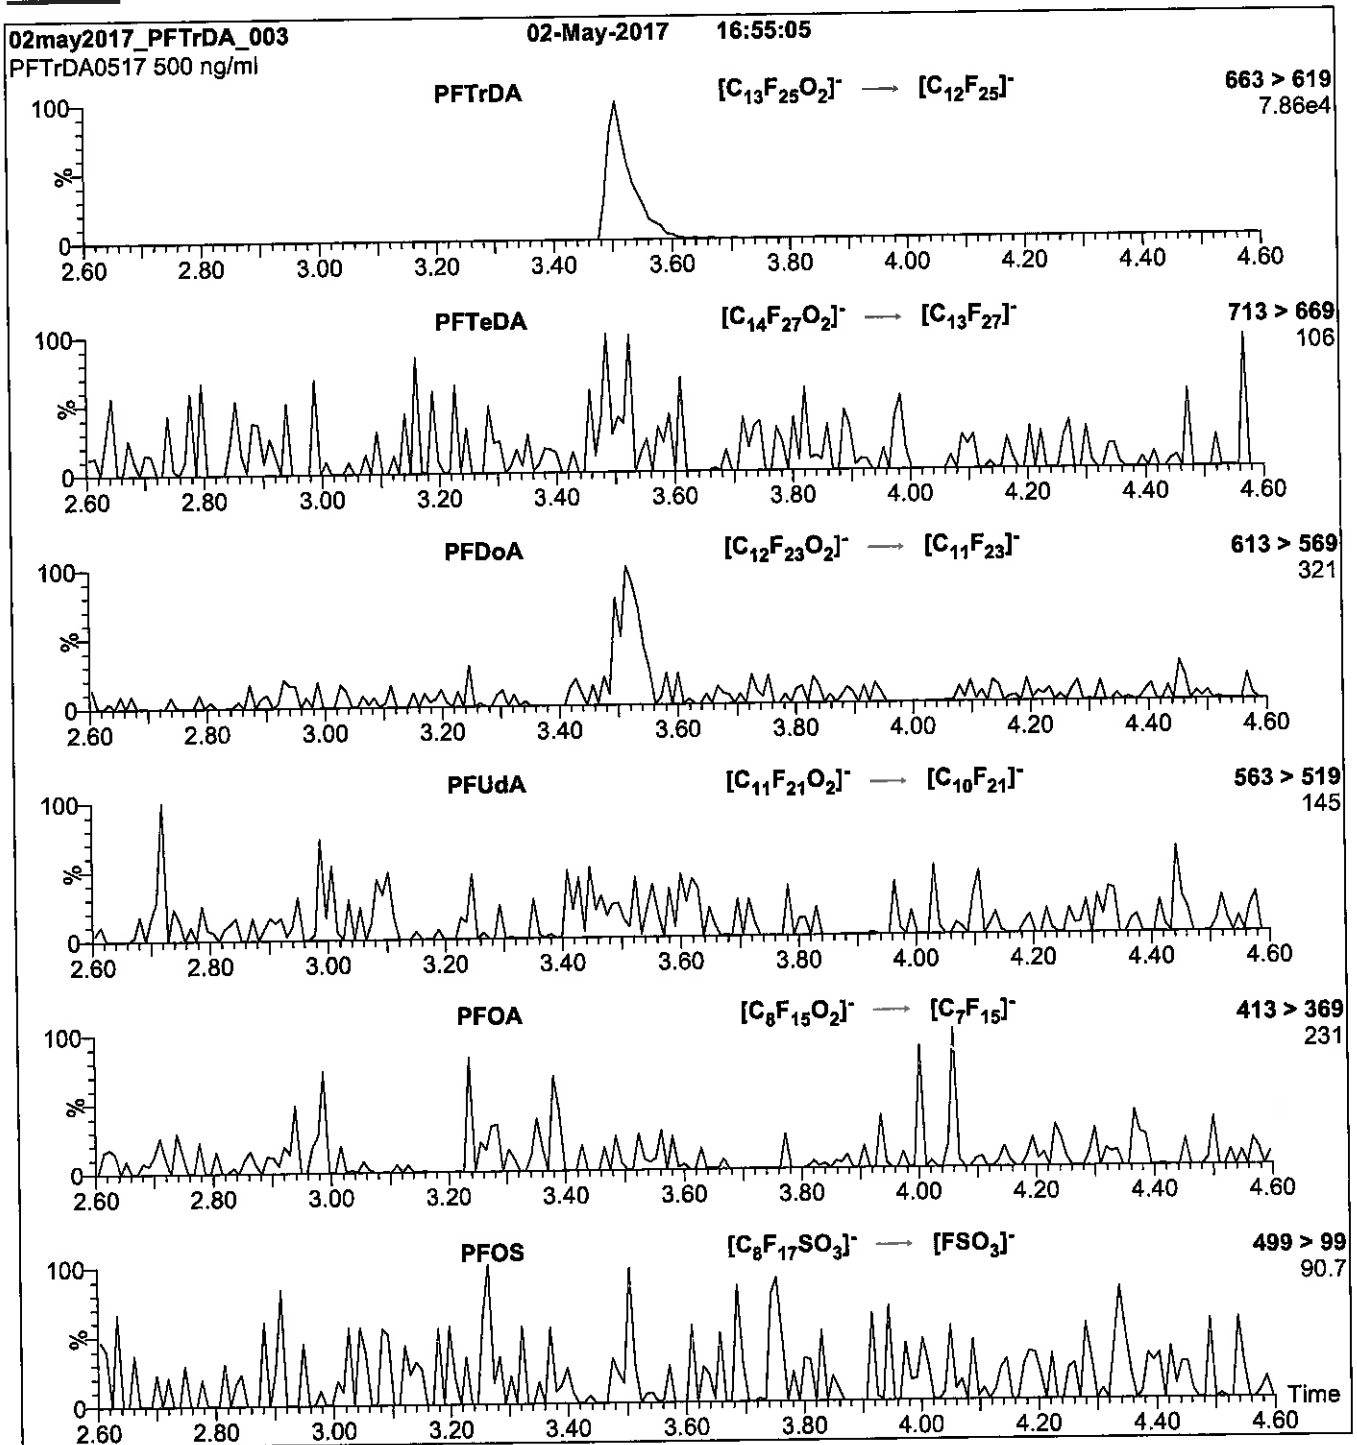 02may2017_PFTrDA_003 02-May-2017 16:55:05
PFTrDA0517 500 ng/ml
PFTrDA [C₁₃F₂₅O₂]⁻ → [C₁₂F₂₅]⁻ 663 > 619
7.86e4
100
%
0
2.60 2.80 3.00 3.20 3.40 3.60 3.80 4.00 4.20 4.40 4.60
PFTeDA [C₁₄F₂₇O₂]⁻ → [C₁₃F₂₇]⁻ 713 > 669
106
100
%
0
2.60 2.80 3.00 3.20 3.40 3.60 3.80 4.00 4.20 4.40 4.60
PFDoA [C₁₂F₂₃O₂]⁻ → [C₁₁F₂₃]⁻ 613 > 569
321
100
%
0
2.60 2.80 3.00 3.20 3.40 3.60 3.80 4.00 4.20 4.40 4.60
PFUdA [C₁₁F₂₁O₂]⁻ → [C₁₀F₂₁]⁻ 563 > 519
145
100
%
0
2.60 2.80 3.00 3.20 3.40 3.60 3.80 4.00 4.20 4.40 4.60
PFOA [C₈F₁₅O₂]⁻ → [C₇F₁₅]⁻ 413 > 369
231
100
%
0
2.60 2.80 3.00 3.20 3.40 3.60 3.80 4.00 4.20 4.40 4.60
PFOS [C₈F₁₇SO₃]⁻ → [FSO₃]⁻ 499 > 99
90.7
100
%
0 Time
2.60 2.80 3.00 3.20 3.40 3.60 3.80 4.00 4.20 4.40 4.60